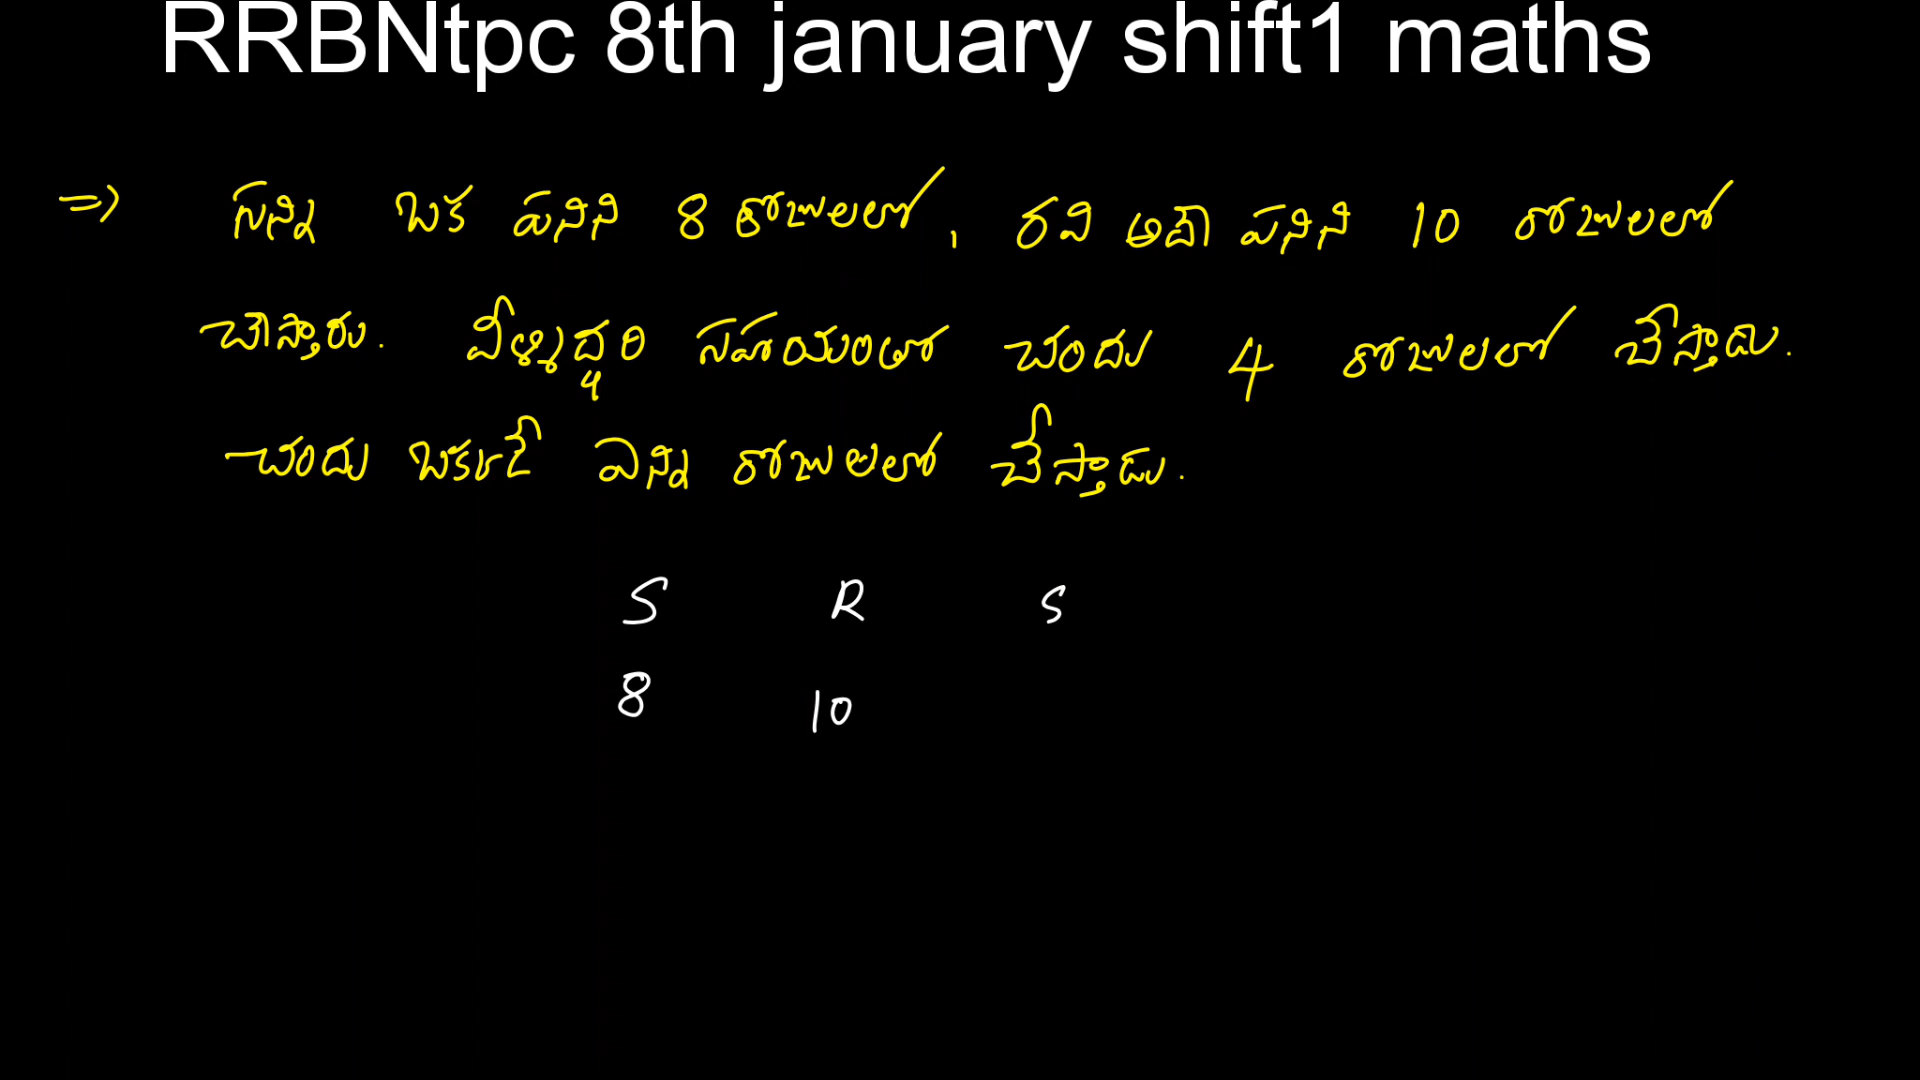 RRBNtpc 8th january shift1 maths
=> సన్ని ఒక పనిని 8 రోజులలో, రవి అదే పనిని 10 రోజులలో
చేస్తారు. వీళ్ళిద్దరి సహాయంతో చందు 4 రోజులలో చేస్తాడు.
చందు ఒకడే ఎన్ని రోజులలో చేస్తాడు.
S R S
8 10